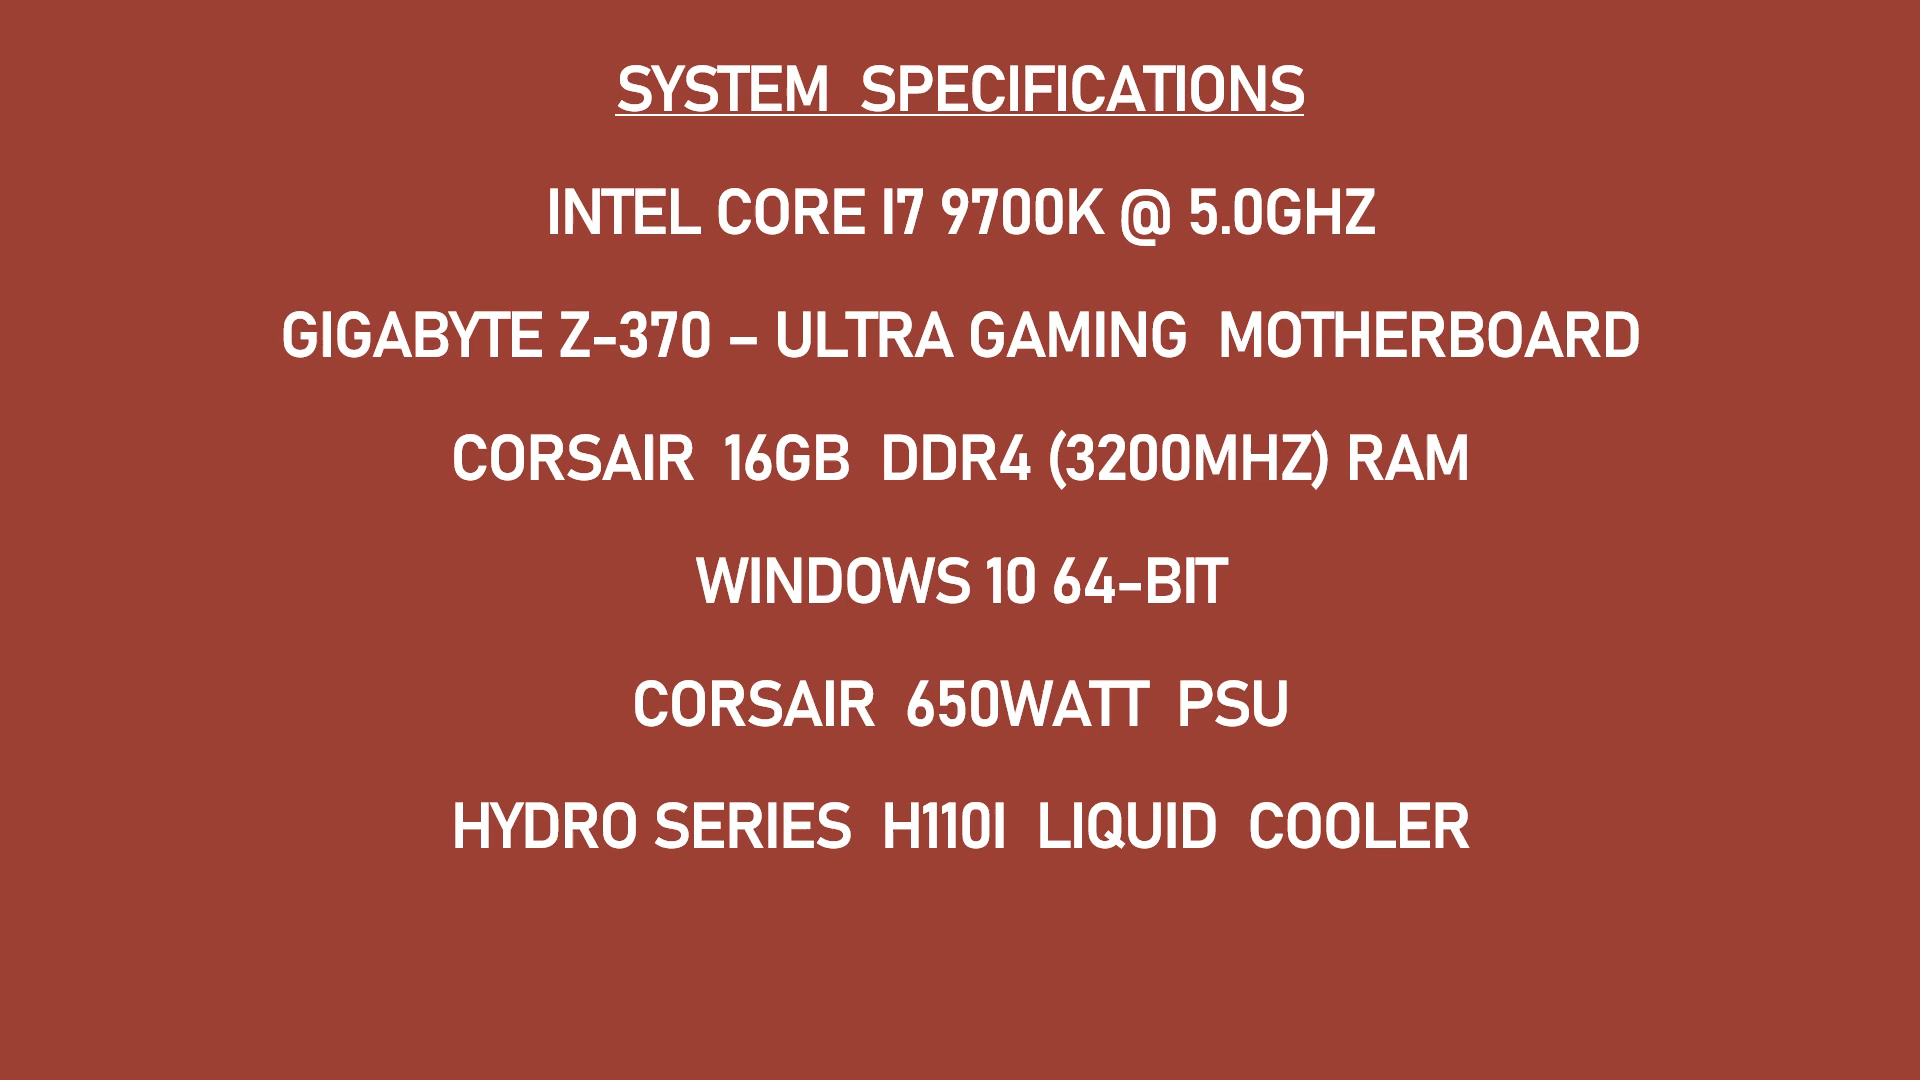 SYSTEM SPECIFICATIONS
INTEL CORE I7 9700K @ 5.0GHZ
GIGABYTE Z-370 – ULTRA GAMING MOTHERBOARD
CORSAIR 16GB DDR4 (3200MHZ) RAM
WINDOWS 10 64-BIT
CORSAIR 650WATT PSU
HYDRO SERIES H110I LIQUID COOLER